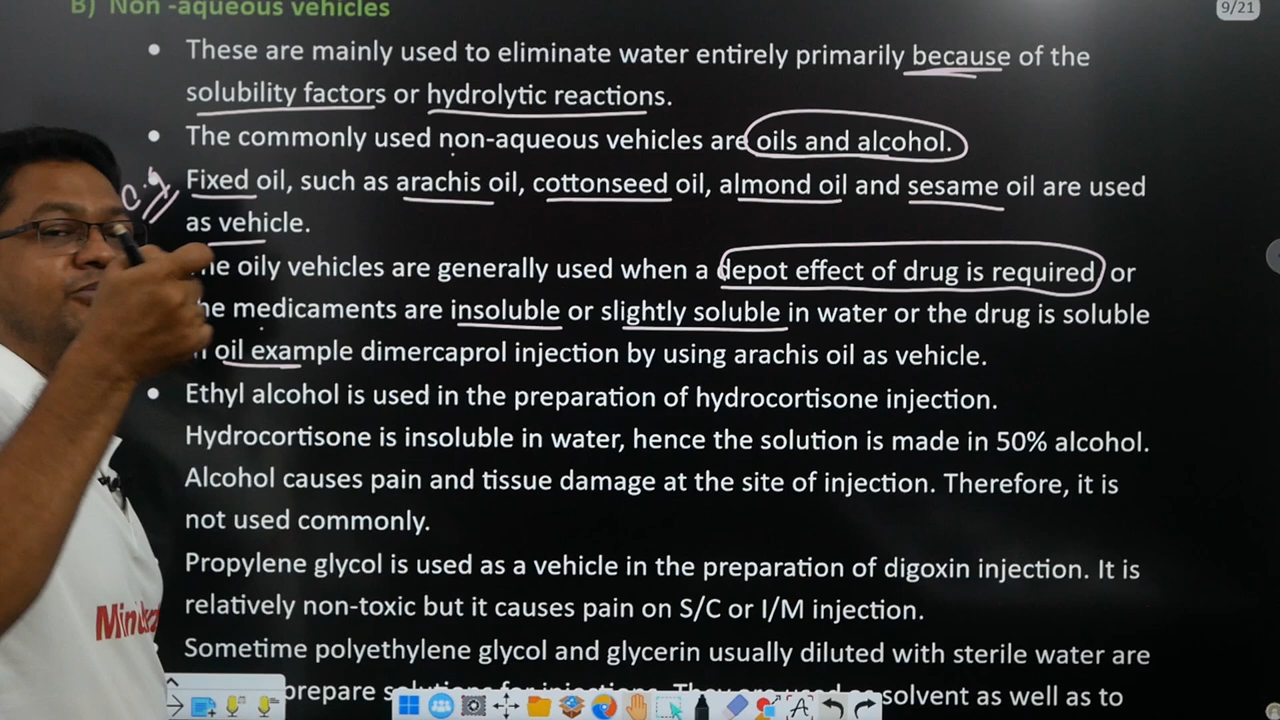 B) Non -aqueous vehicles
9/21
• These are mainly used to eliminate water entirely primarily because of the
solubility factors or hydrolytic reactions.
• The commonly used non-aqueous vehicles are oils and alcohol.
e.g. Fixed oil, such as arachis oil, cottonseed oil, almond oil and sesame oil are used
as vehicle.
oily vehicles are generally used when a depot effect of drug is required or
medicaments are insoluble or slightly soluble in water or the drug is soluble
oil example dimercaprol injection by using arachis oil as vehicle.
• Ethyl alcohol is used in the preparation of hydrocortisone injection.
Hydrocortisone is insoluble in water, hence the solution is made in 50% alcohol.
Alcohol causes pain and tissue damage at the site of injection. Therefore, it is
not used commonly.
Propylene glycol is used as a vehicle in the preparation of digoxin injection. It is
relatively non-toxic but it causes pain on S/C or I/M injection.
Sometime polyethylene glycol and glycerin usually diluted with sterile water are
prepare solutions for injections. They are used as solvent as well as to